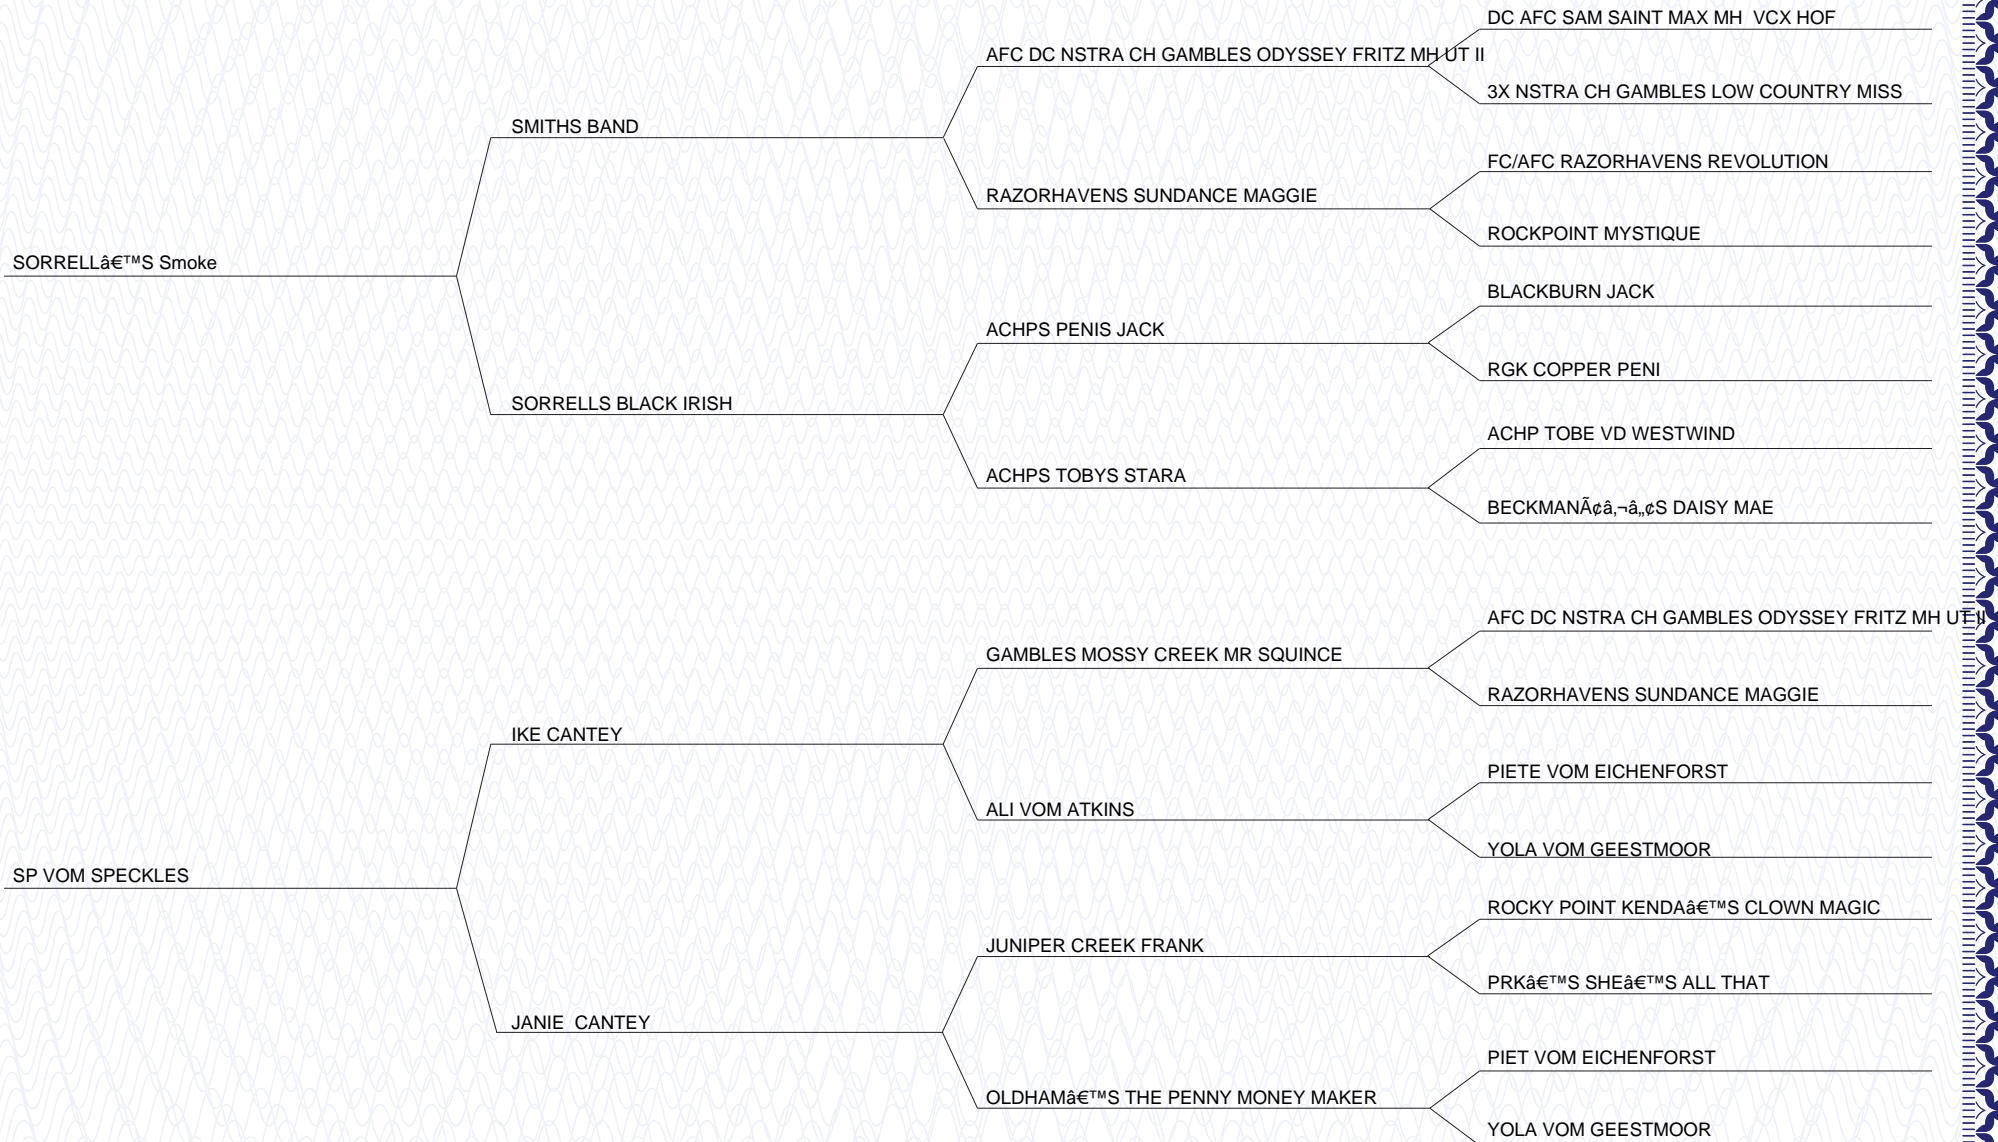 DC AFC SAM SAINT MAX MH  VCX HOF
AFC DC NSTRA CH GAMBLES ODYSSEY FRITZ MH UT II
3X NSTRA CH GAMBLES LOW COUNTRY MISS
SMITHS BAND
FC/AFC RAZORHAVENS REVOLUTION
RAZORHAVENS SUNDANCE MAGGIE
ROCKPOINT MYSTIQUE
SORRELLâ€™S Smoke
BLACKBURN JACK
ACHPS PENIS JACK
RGK COPPER PENI
SORRELLS BLACK IRISH
ACHP TOBE VD WESTWIND
ACHPS TOBYS STARA
BECKMANÃ¢â‚¬â„¢S DAISY MAE
AFC DC NSTRA CH GAMBLES ODYSSEY FRITZ MH UT II
GAMBLES MOSSY CREEK MR SQUINCE
RAZORHAVENS SUNDANCE MAGGIE
IKE CANTEY
PIETE VOM EICHENFORST
ALI VOM ATKINS
YOLA VOM GEESTMOOR
SP VOM SPECKLES
ROCKY POINT KENDAâ€™S CLOWN MAGIC
JUNIPER CREEK FRANK
PRKâ€™S SHEâ€™S ALL THAT
JANIE  CANTEY
PIET VOM EICHENFORST
OLDHAMâ€™S THE PENNY MONEY MAKER
YOLA VOM GEESTMOOR